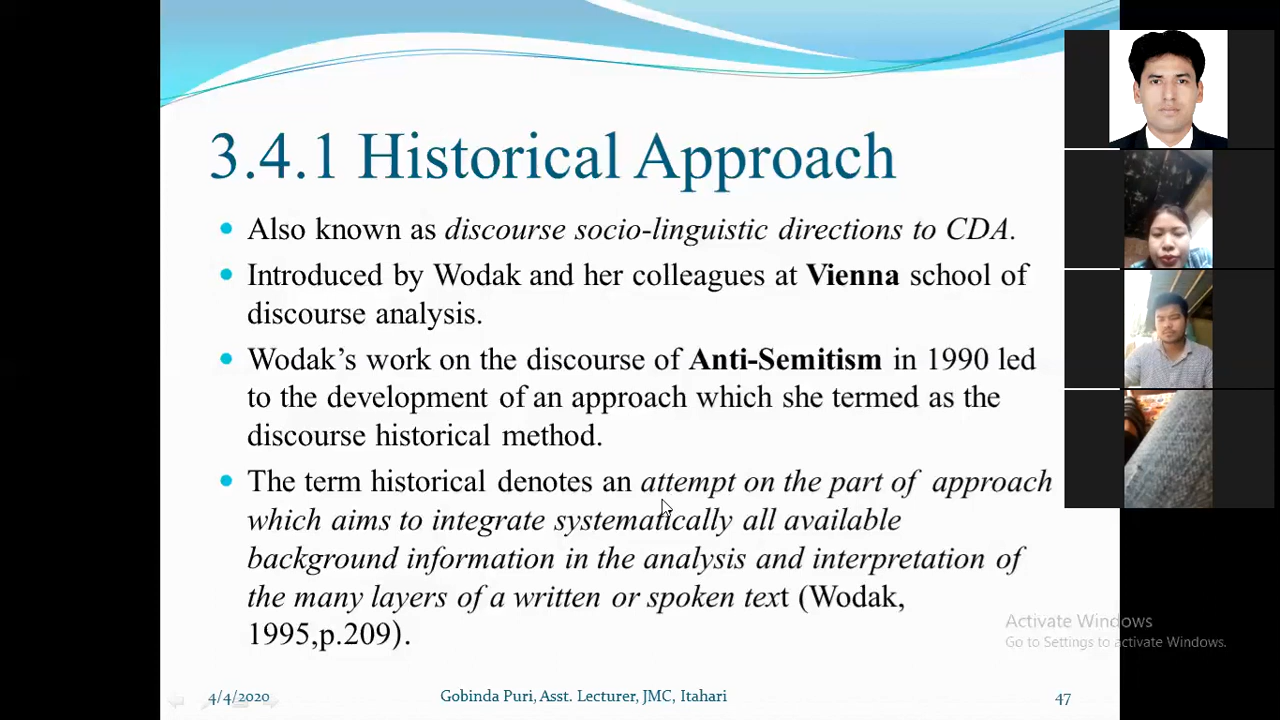 3.4.1 Historical Approach
Also known as discourse socio-linguistic directions to CDA.
Introduced by Wodak and her colleagues at Vienna school of
discourse analysis.
Wodak’s work on the discourse of Anti-Semitism in 1990 led
to the development of an approach which she termed as the
discourse historical method.
The term historical denotes an attempt on the part of approach
which aims to integrate systematically all available
background information in the analysis and interpretation of
the many layers of a written or spoken text (Wodak,
1995,p.209).
Activate Windows
Go to Settings to activate Windows.
4/4/2020 Gobinda Puri, Asst. Lecturer, JMC, Itahari 47